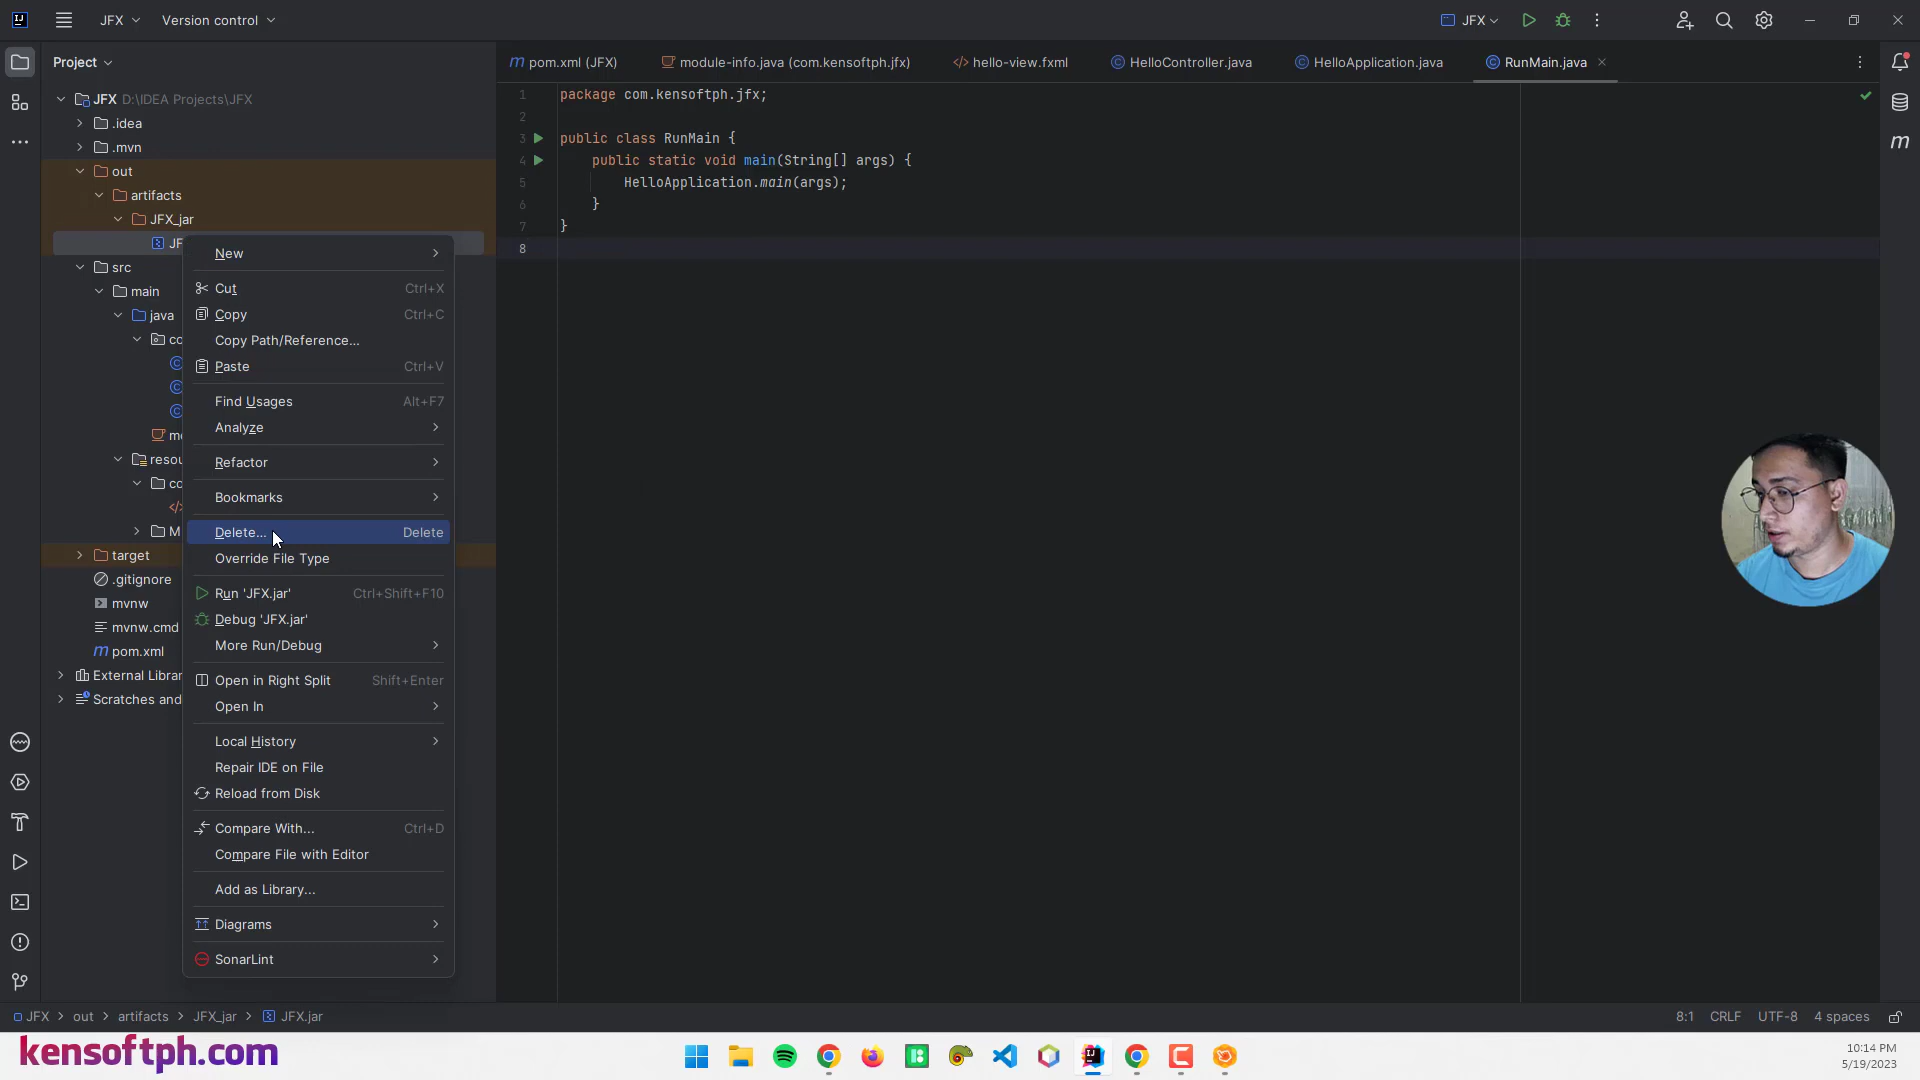 JFX
Version control
JFX
Project
pom.xml (JFX)
module-info.java (com.kensoftph.jfx)
hello-view.fxml
HelloController.java
HelloApplication.java
RunMain.java
JFX D:\IDEA Projects\JFX
.idea
.mvn
out
artifacts
JFX_jar
src
main
java
target
.gitignore
mvnw
mvnw.cmd
pom.xml
Scratches and
New
Cut Ctrl+X
Copy Ctrl+C
Copy Path/Reference...
Paste Ctrl+V
Find Usages Alt+F7
Analyze
Refactor
Bookmarks
Delete... Delete
Override File Type
Run 'JFX.jar' Ctrl+Shift+F10
Debug 'JFX.jar'
More Run/Debug
Open in Right Split Shift+Enter
Open In
Local History
Repair IDE on File
Reload from Disk
Compare With... Ctrl+D
Compare File with Editor
Add as Library...
Diagrams
SonarLint
1 package com.kensoftph.jfx;
2
3 public class RunMain {
4 public static void main(String[] args) {
5 HelloApplication.main(args);
6 }
7 }
8
JFX > out > artifacts > JFX_jar > JFX.jar
8:1 CRLF UTF-8 4 spaces
kensoftph.com
10:14 PM
5/19/2023